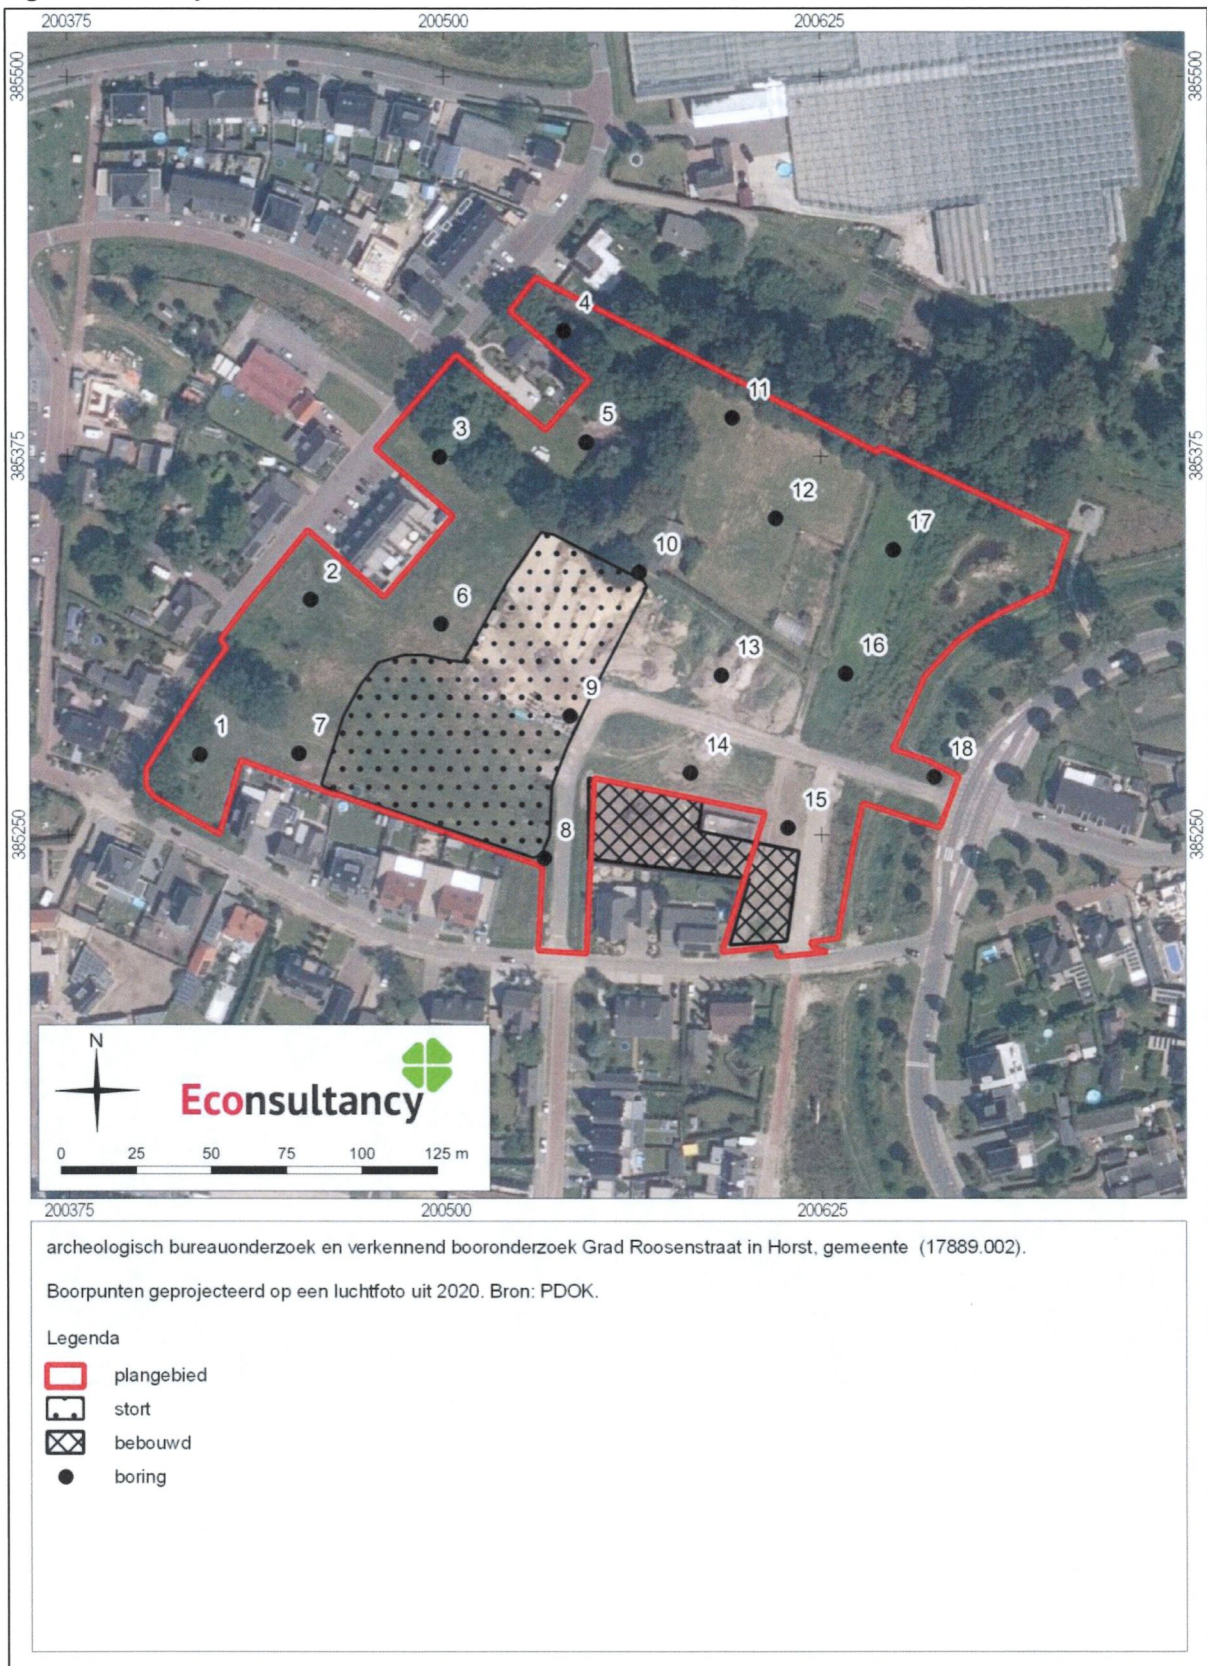 200375 200500 200625
385500 385500
4
11
3
5
385375 385375
12
17
10
2
6
13
16
9
1
7
14
18
15
385250 385250
8
N
Econsultancy
0 25 50 75 100 125 m
200375 200500 200625
archeologisch bureauonderzoek en verkennend booronderzoek Grad Roosenstraat in Horst, gemeente (17889.002).
Boorpunten geprojecteerd op een luchtfoto uit 2020. Bron: PDOK.
Legenda
plangebied
stort
bebouwd
boring